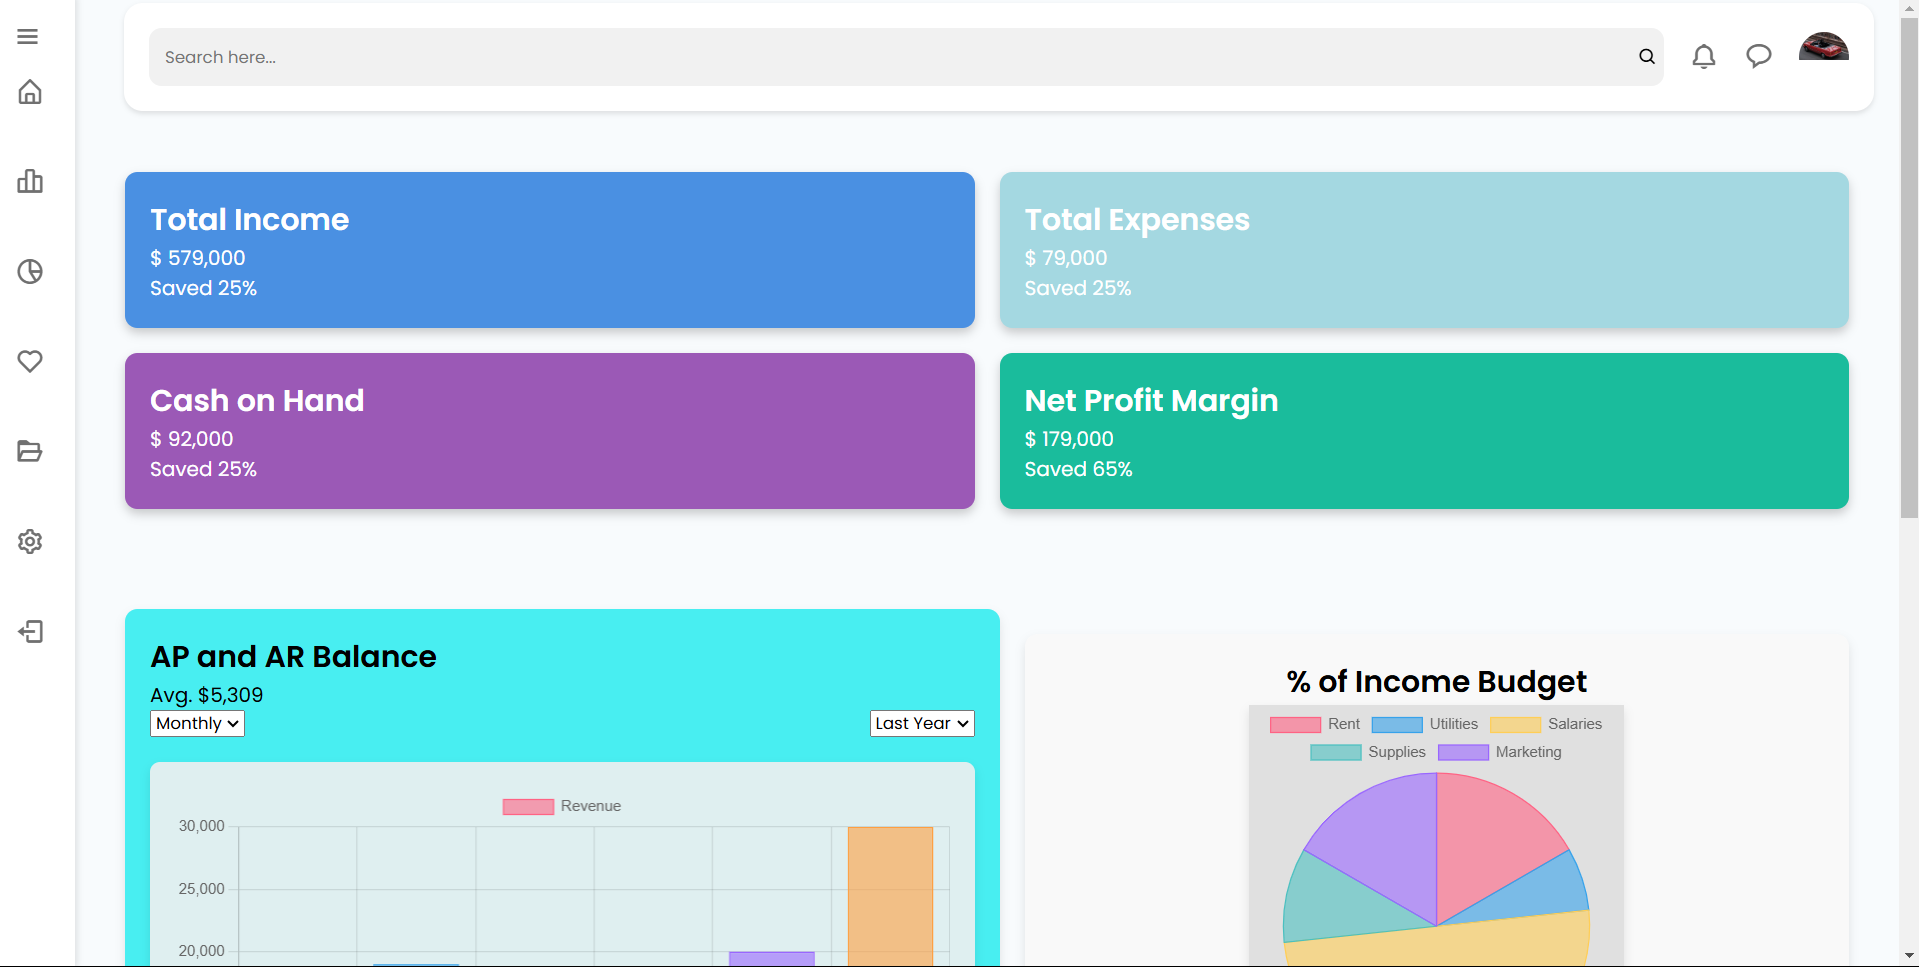 Search here...
Total Income
$ 579,000
Saved 25%
Total Expenses
$ 79,000
Saved 25%
Cash on Hand
$ 92,000
Saved 25%
Net Profit Margin
$ 179,000
Saved 65%
AP and AR Balance
Avg. $5,309
Monthly
Last Year
Revenue
30,000
25,000
20,000
% of Income Budget
Rent Utilities Salaries
Supplies Marketing